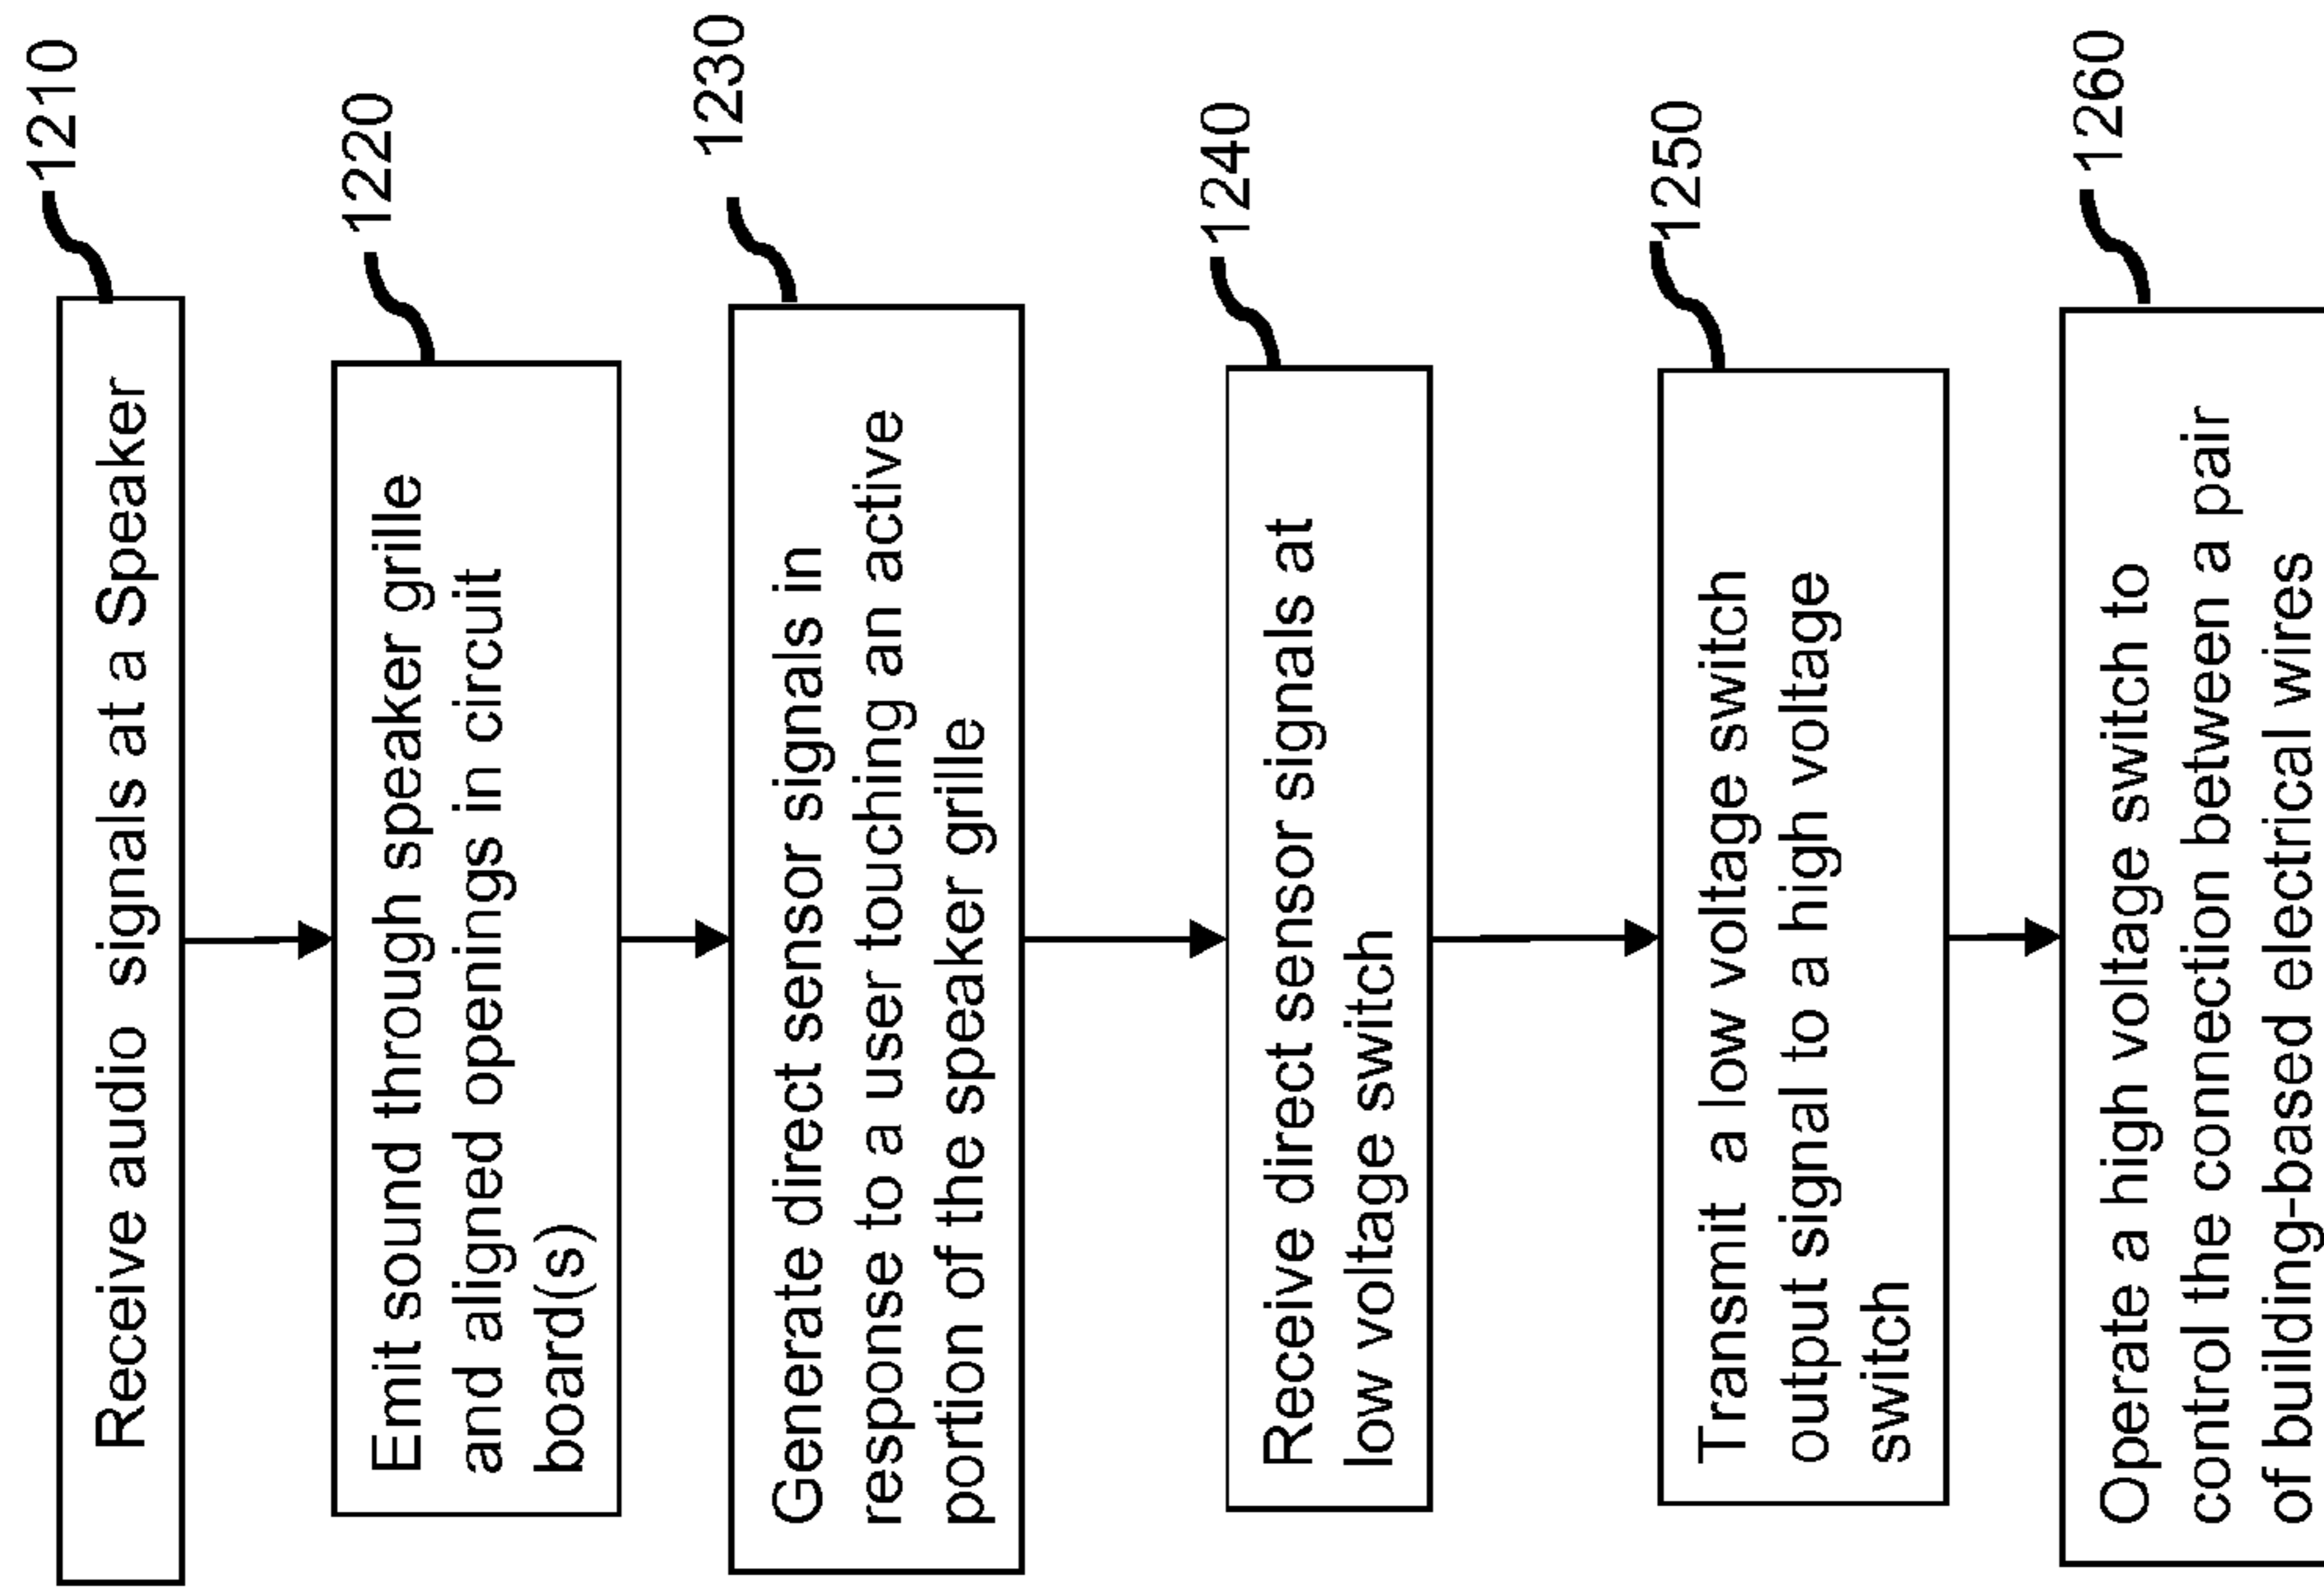 1210
Receive audio signals at a Speaker
1220
Emit sound through speaker grille
and aligned openings in circuit
board(s)
1230
Generate direct sensor signals in
response to a user touching an active
portion of the speaker grille
1240
Receive direct sensor signals at
low voltage switch
1250
Transmit a low voltage switch
output signal to a high voltage
switch
1260
Operate a high voltage switch to
control the connection between a pair
of building-based electrical wires